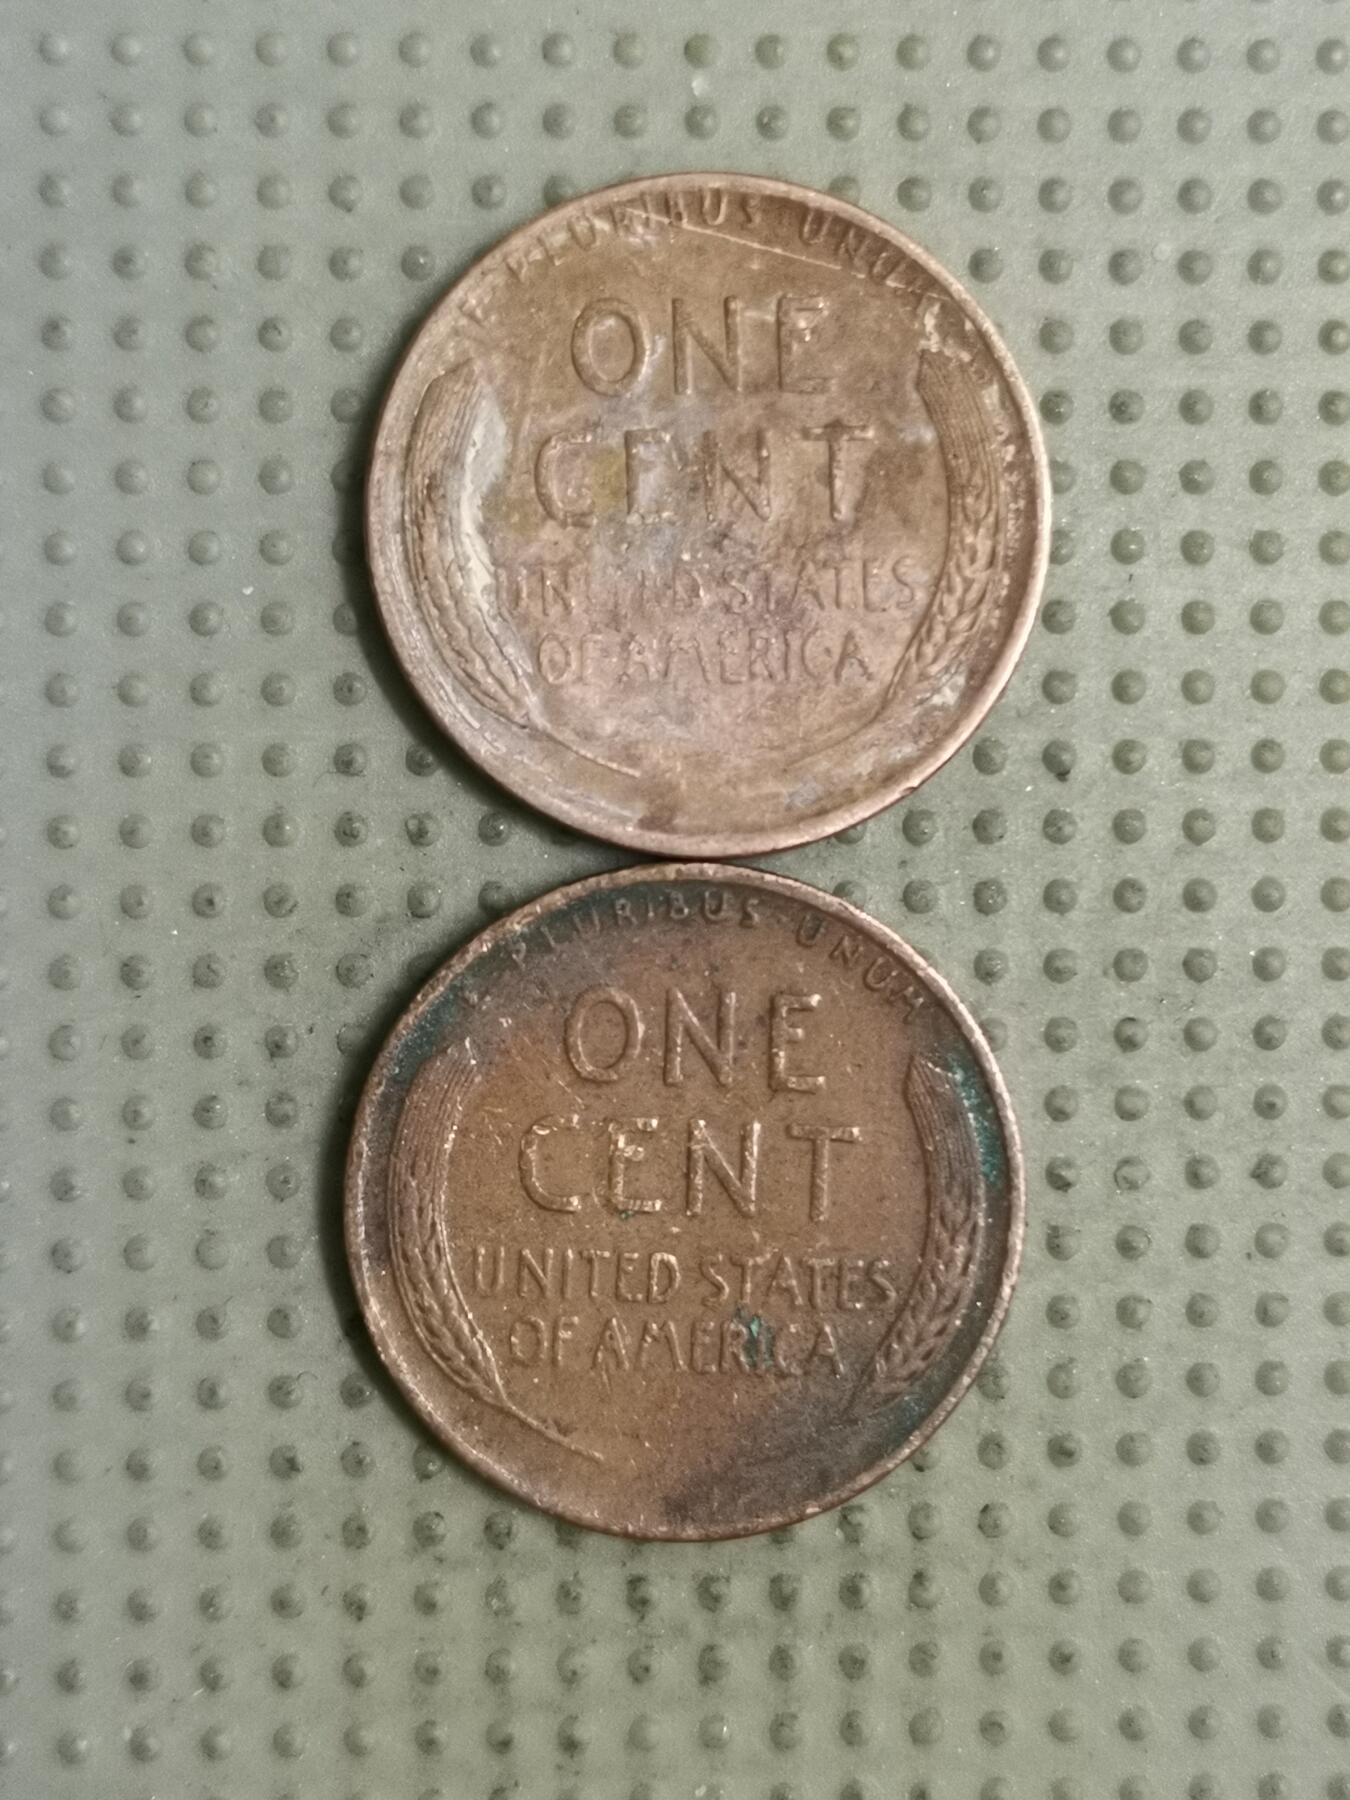 E PLURIBUS UNUM
ONE
CENT
UNITED STATES
OF AMERICA
E PLURIBUS UNUM
ONE
CENT
UNITED STATES
OF AMERICA